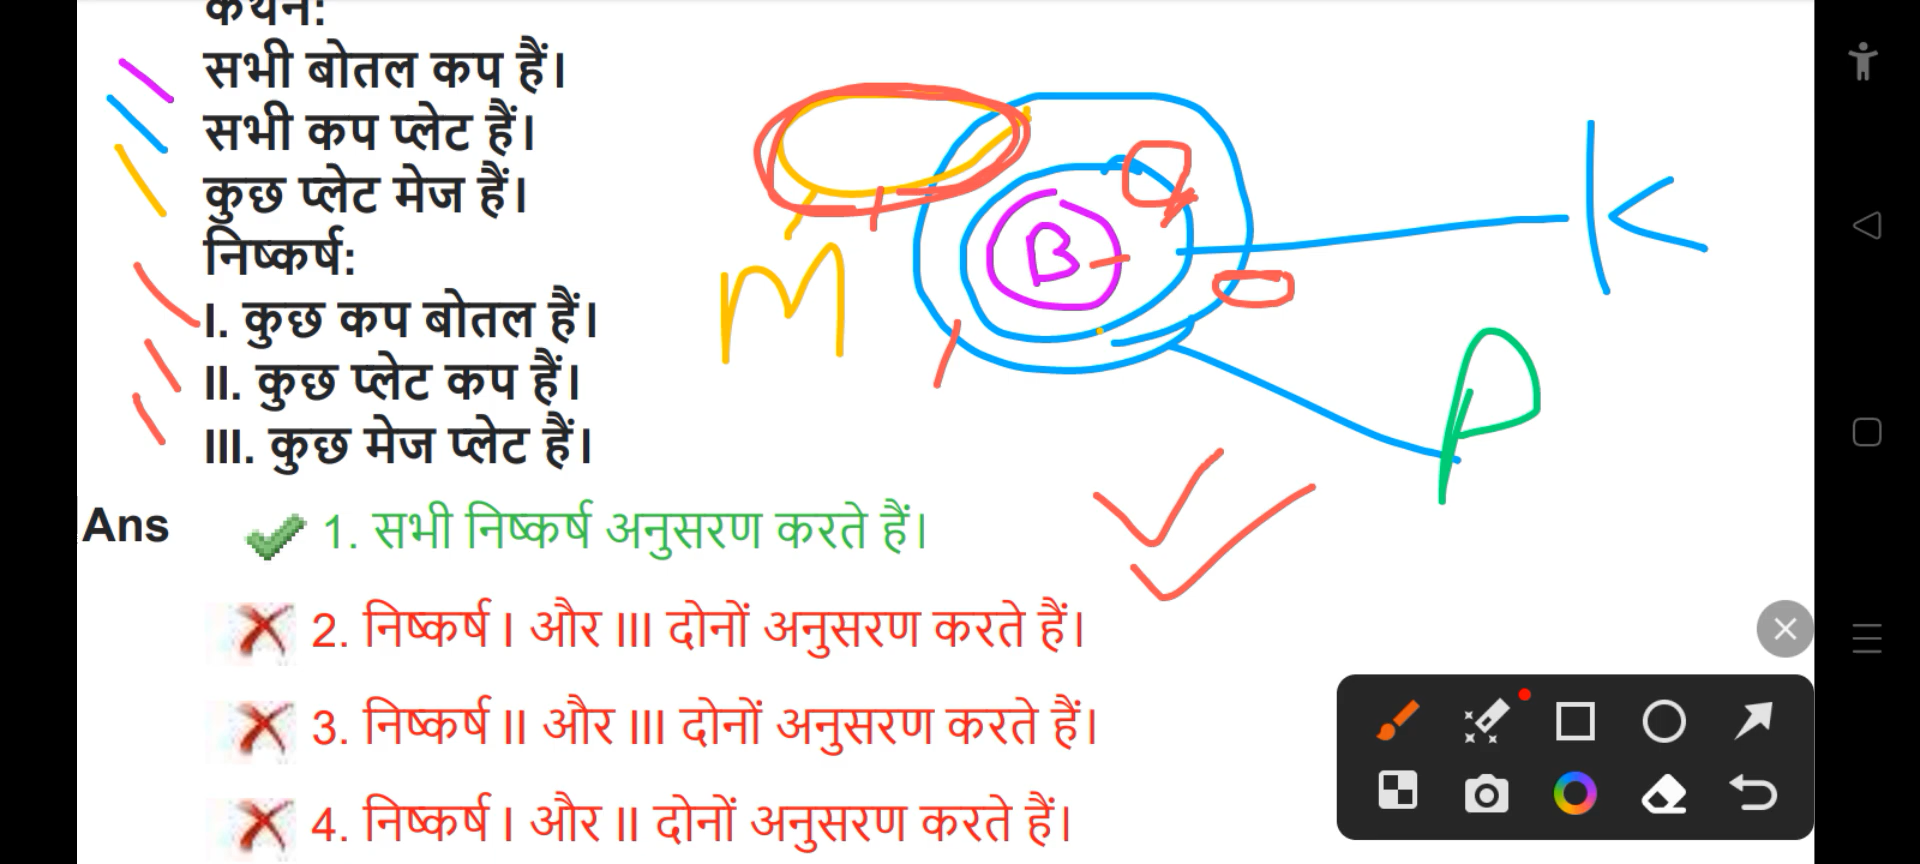 कथन:
सभी बोतल कप हैं।
सभी कप प्लेट हैं।
कुछ प्लेट मेज हैं।
निष्कर्ष:
I. कुछ कप बोतल हैं।
II. कुछ प्लेट कप हैं।
III. कुछ मेज प्लेट हैं।
B
K
M
P
Ans
1. सभी निष्कर्ष अनुसरण करते हैं।
2. निष्कर्ष I और III दोनों अनुसरण करते हैं।
3. निष्कर्ष II और III दोनों अनुसरण करते हैं।
4. निष्कर्ष I और II दोनों अनुसरण करते हैं।